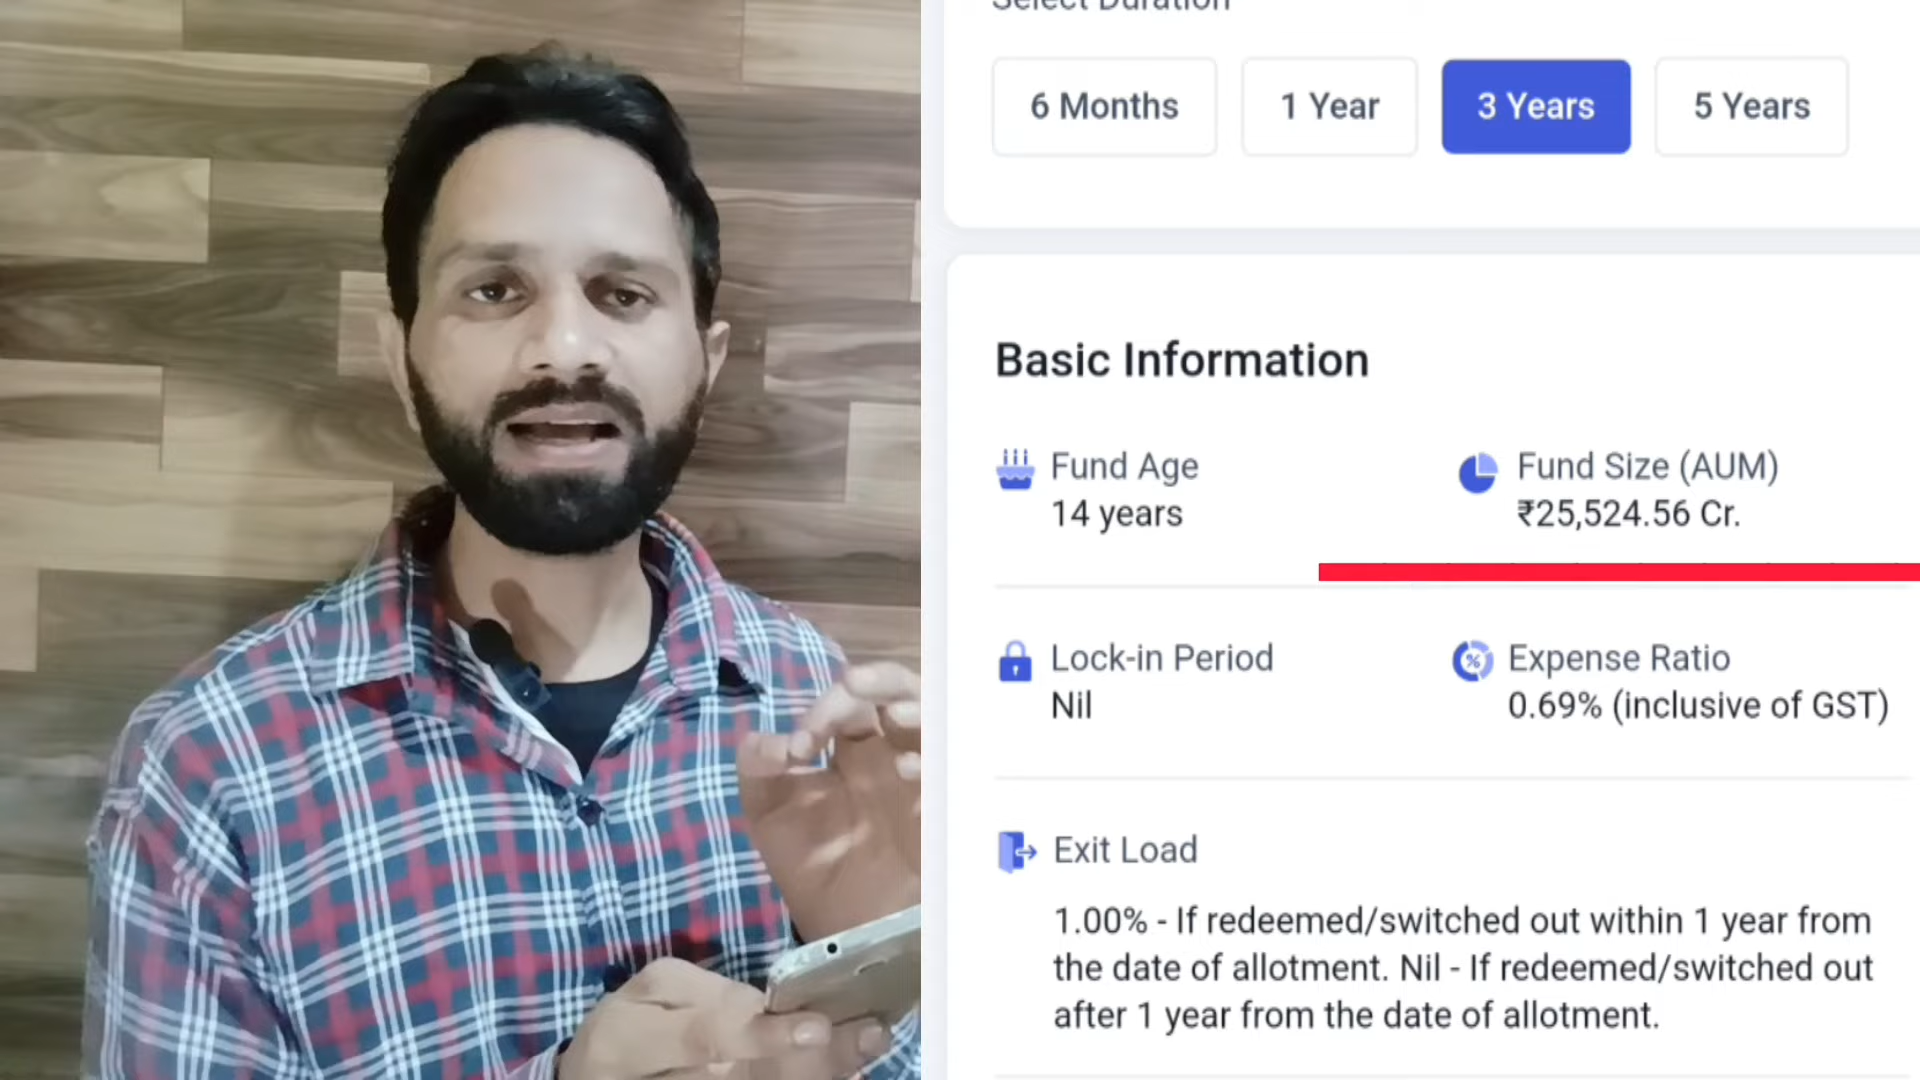 Select Duration
6 Months
1 Year
3 Years
5 Years
Basic Information
Fund Age
14 years
Fund Size (AUM)
₹25,524.56 Cr.
Lock-in Period
Nil
Expense Ratio
0.69% (inclusive of GST)
Exit Load
1.00% - If redeemed/switched out within 1 year from
the date of allotment. Nil - If redeemed/switched out
after 1 year from the date of allotment.